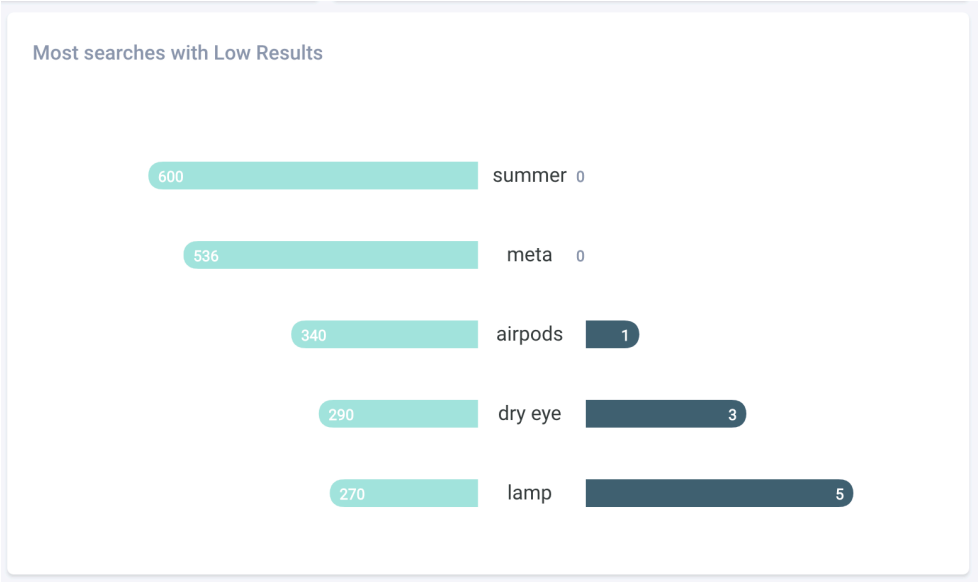 Most searches with Low Results
600 summer 0
536 meta 0
340 airpods 1
290 dry eye 3
270 lamp 5